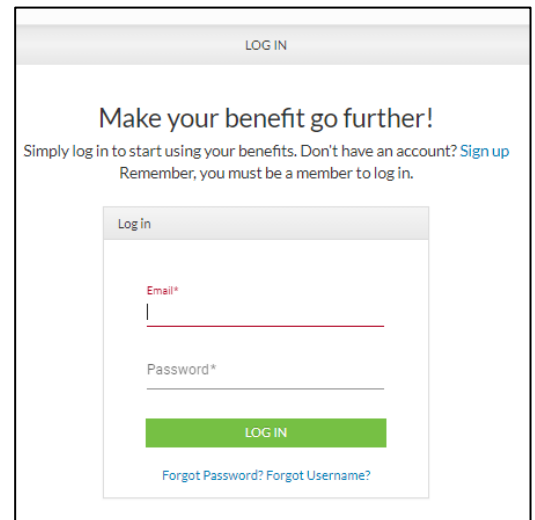 LOG IN
Make your benefit go further!
Simply log in to start using your benefits. Don't have an account? Sign up
Remember, you must be a member to log in.
Log in
Email*
Password*
LOG IN
Forgot Password? Forgot Username?